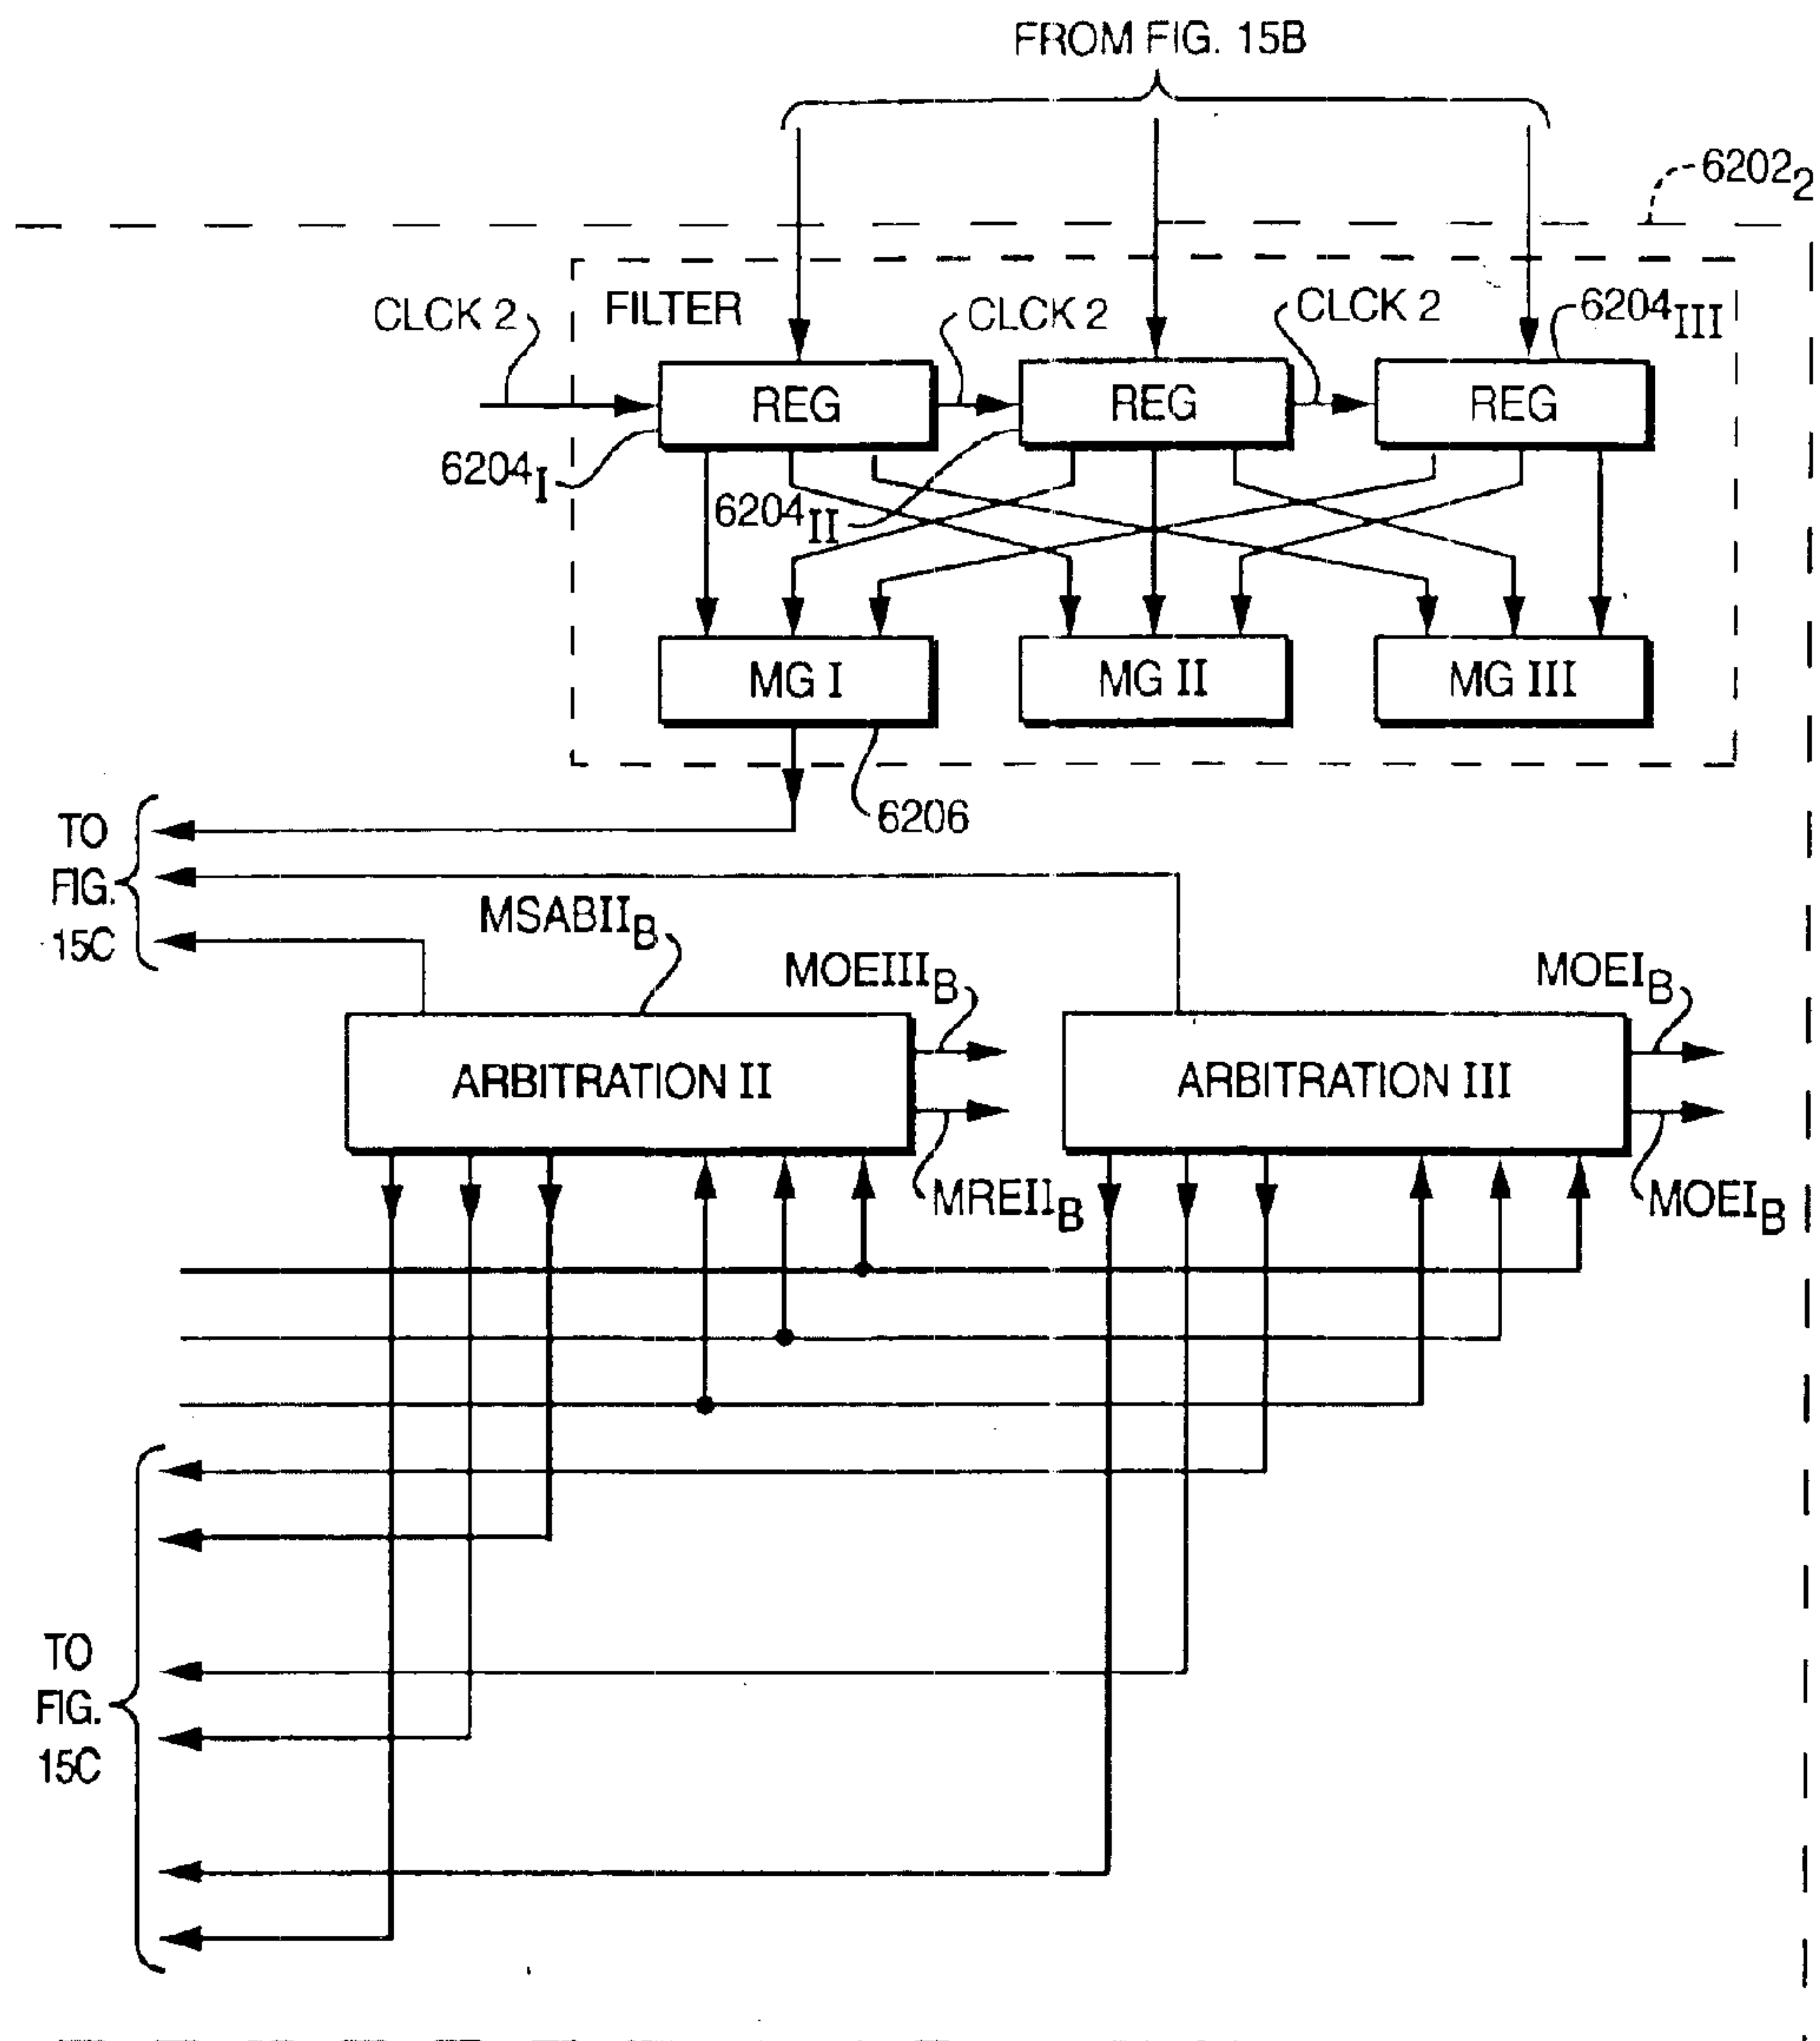 FROM FIG. 15B
6202₂
FILTER
CLCK 2
CLCK 2
CLCK 2
6204III
REG
REG
REG
6204I
6204II
MG I
MG II
MG III
6206
TO
FIG.
15C
MSABIIB
MOEIIIB
MOEIB
ARBITRATION II
ARBITRATION III
MREIIB
MOEIB
TO
FIG.
15C